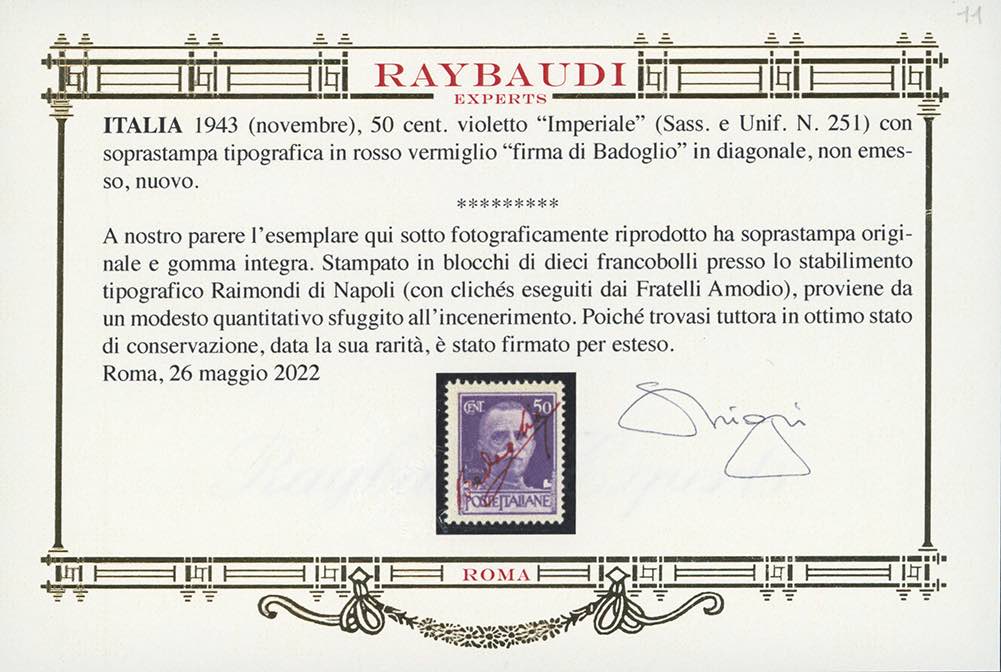 11
RAYBAUDI
EXPERTS
ITALIA 1943 (novembre), 50 cent. violetto “Imperiale” (Sass. e Unif. N. 251) con
soprastampa tipografica in rosso vermiglio “firma di Badoglio” in diagonale, non emes-
so, nuovo.
*********
A nostro parere l’esemplare qui sotto fotograficamente riprodotto ha soprastampa origi-
nale e gomma integra. Stampato in blocchi di dieci francobolli presso lo stabilimento
tipografico Raimondi di Napoli (con clichés eseguiti dai Fratelli Amodio), proviene da
un modesto quantitativo sfuggito all’incenerimento. Poiché trovasi tuttora in ottimo stato
di conservazione, data la sua rarità, è stato firmato per esteso.
Roma, 26 maggio 2022
CENT. 50
Badoglio
POSTE ITALIANE
Raybaudi Experts
ROMA